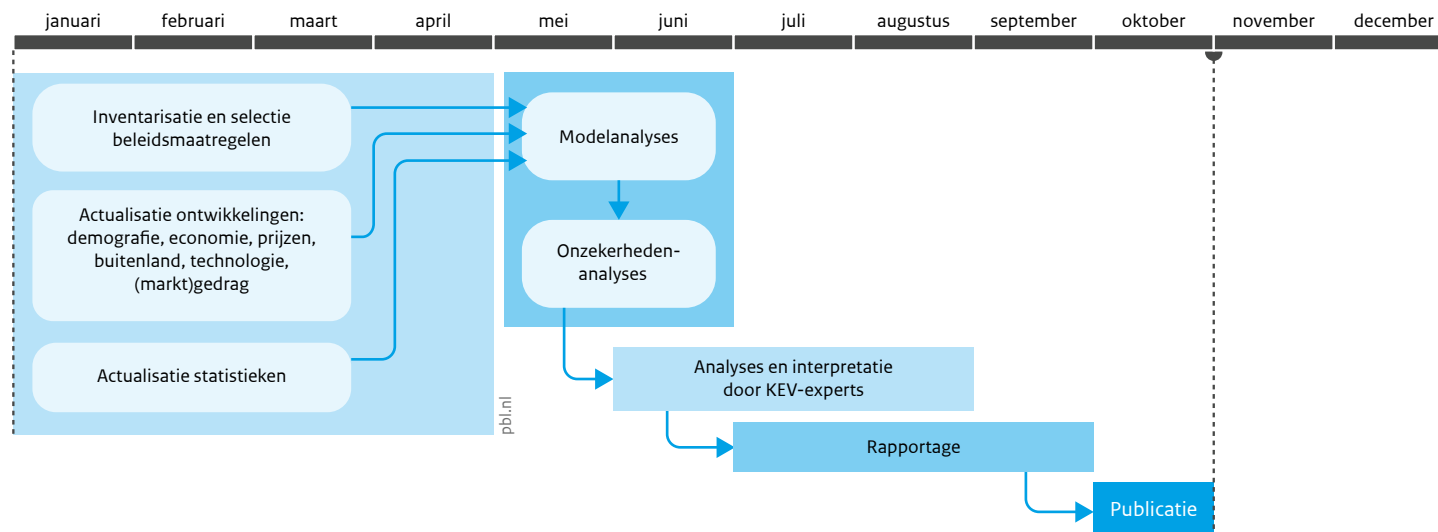 januari februari maart april mei juni juli augustus september oktober november december
Inventarisatie en selectie
beleidsmaatregelen
Actualisatie ontwikkelingen:
demografie, economie, prijzen,
buitenland, technologie,
(markt)gedrag
Actualisatie statistieken
Modelanalyses
Onzekerheden-
analyses
Analyses en interpretatie
door KEV-experts
Rapportage
Publicatie
pbl.nl